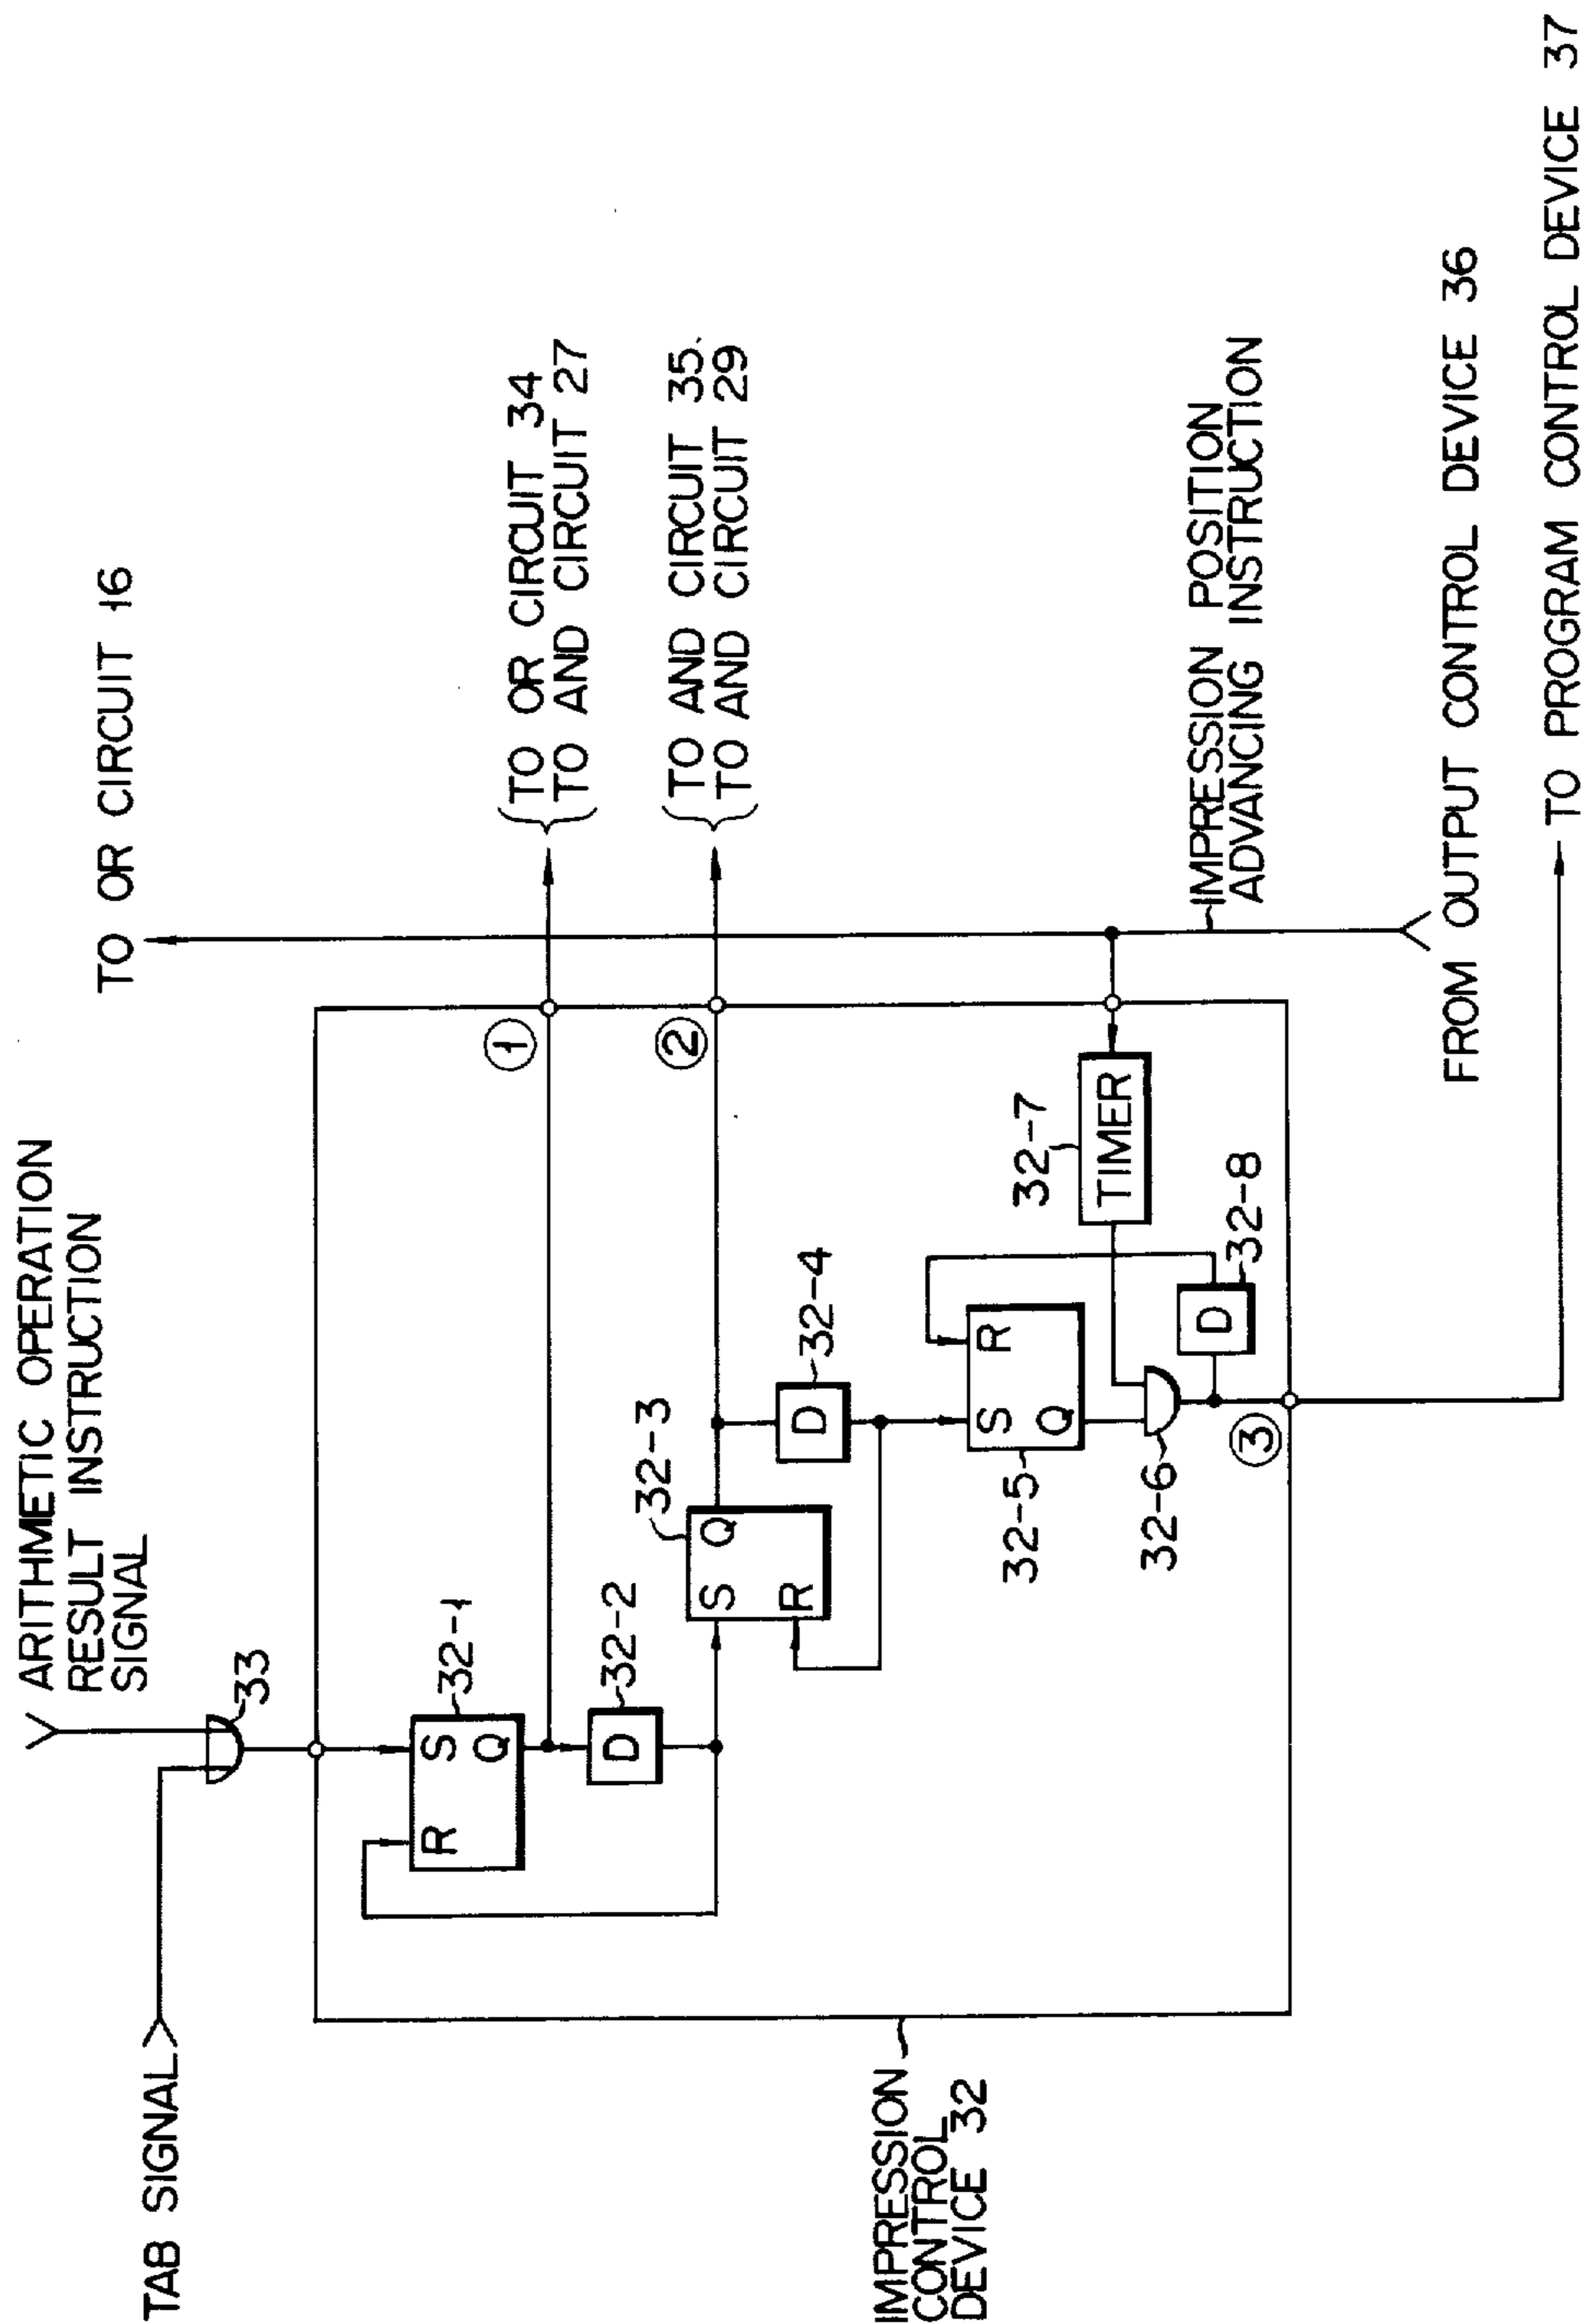 ARITHMETIC OPERATION
RESULT INSTRUCTION
SIGNAL
TAB SIGNAL
33
TO OR CIRCUIT 16
R
S
Q
32-1
①
TO OR CIRCUIT 34
TO AND CIRCUIT 27
D
32-2
S
Q
R
32-3
②
TO AND CIRCUIT 35
TO AND CIRCUIT 29
D
32-4
IMPRESSION
CONTROL
DEVICE 32
S
R
Q
32-5
TIMER
32-7
IMPRESSION POSITION
ADVANCING INSTRUCTION
32-6
D
32-8
③
FROM OUTPUT CONTROL DEVICE 36
TO PROGRAM CONTROL DEVICE 37